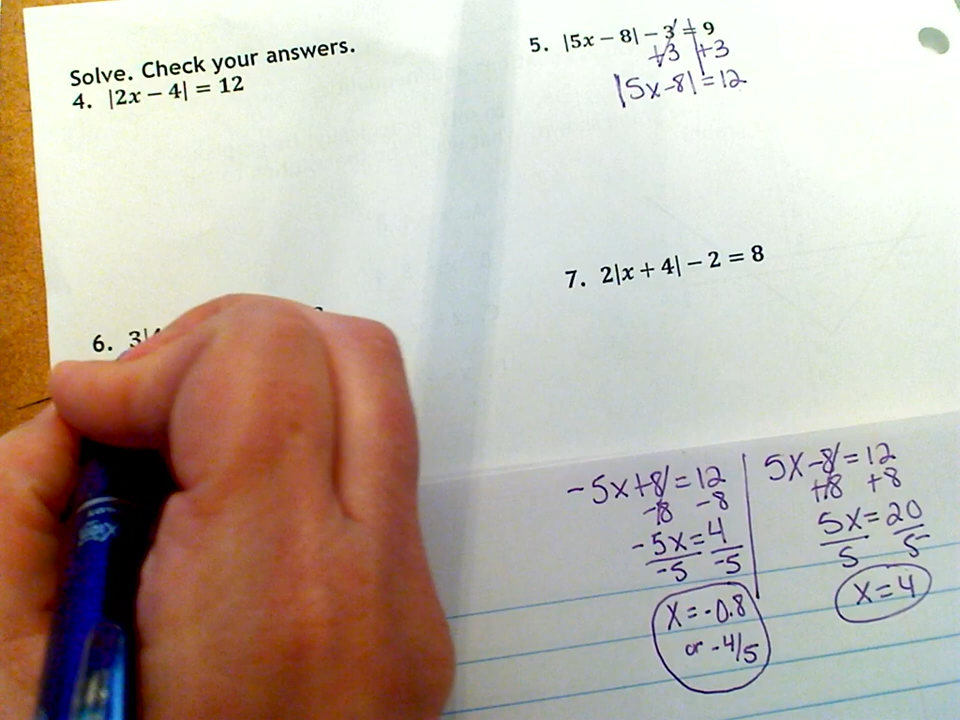 Solve. Check your answers.
4. |2x − 4| = 12
5. |5x − 8| − 3 = 9
+3 +3
|5x-8| = 12
6. 3|
7. 2|x + 4| − 2 = 8
-5x+8 = 12
-8 -8
-5x = 4
-5 -5
x = -0.8
or -4/5
5x-8 = 12
+8 +8
5x = 20
5 5
x = 4